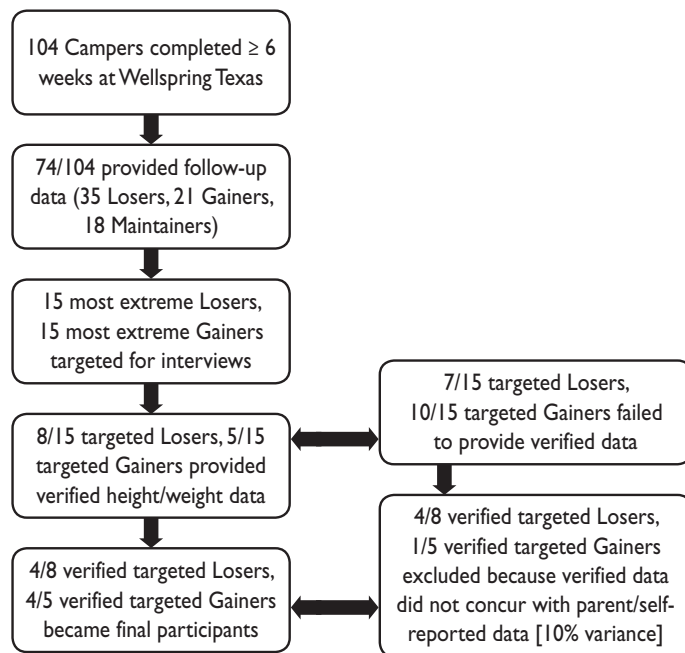 104 Campers completed ≥ 6
weeks at Wellspring Texas
74/104 provided follow-up
data (35 Losers, 21 Gainers,
18 Maintainers)
15 most extreme Losers,
15 most extreme Gainers
targeted for interviews
8/15 targeted Losers, 5/15
targeted Gainers provided
verified height/weight data
7/15 targeted Losers,
10/15 targeted Gainers failed
to provide verified data
4/8 verified targeted Losers,
4/5 verified targeted Gainers
became final participants
4/8 verified targeted Losers,
1/5 verified targeted Gainers
excluded because verified data
did not concur with parent/self-
reported data [10% variance]